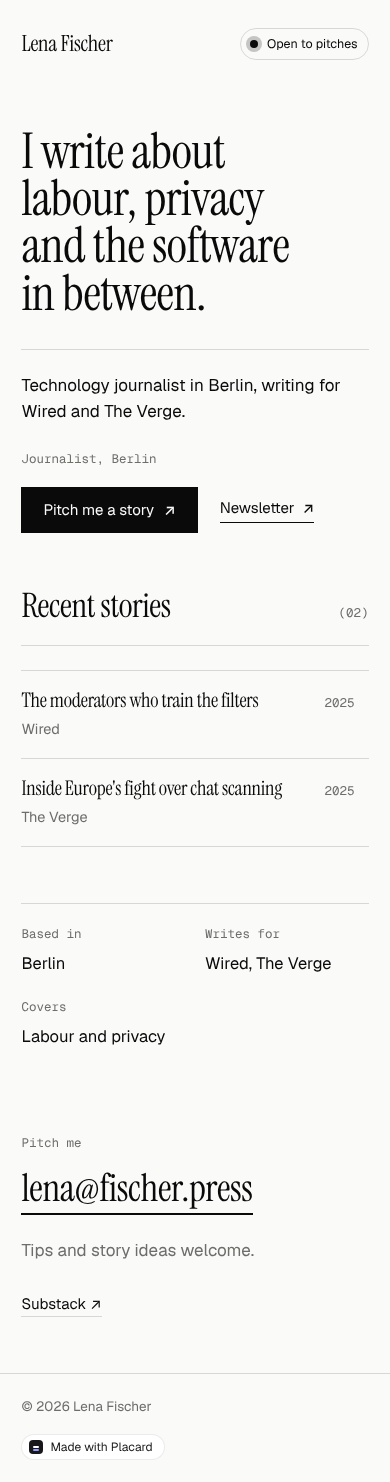 Lena Fischer
Open to pitches
I write about
labour, privacy
and the software
in between.
Technology journalist in Berlin, writing for
Wired and The Verge.
Journalist, Berlin
Pitch me a story ↗
Newsletter ↗
Recent stories
(02)
The moderators who train the filters
2025
Wired
Inside Europe's fight over chat scanning
2025
The Verge
Based in
Writes for
Berlin
Wired, The Verge
Covers
Labour and privacy
Pitch me
lena@fischer.press
Tips and story ideas welcome.
Substack ↗
© 2026 Lena Fischer
Made with Placard